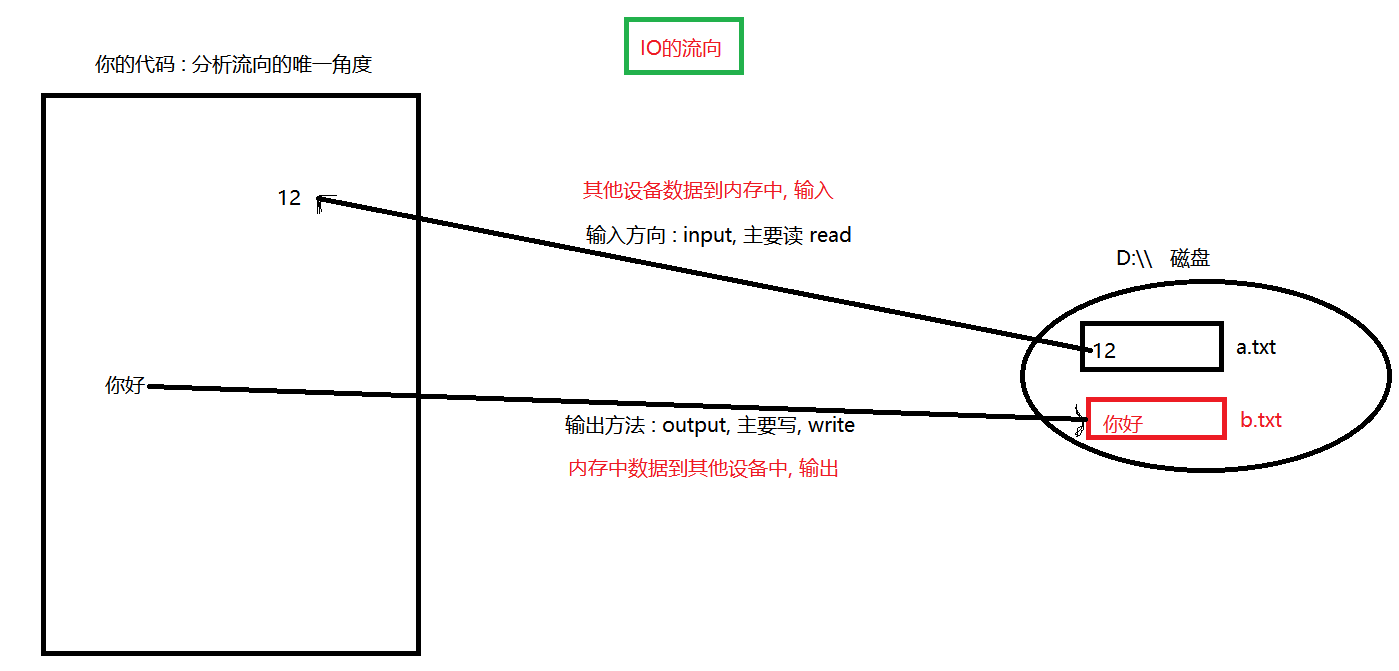 IO的流向
你的代码 : 分析流向的唯一角度
12
其他设备数据到内存中, 输入
输入方向 : input, 主要读 read
D:\\ 磁盘
12
a.txt
你好
输出方法 : output, 主要写, write
你好
b.txt
内存中数据到其他设备中, 输出